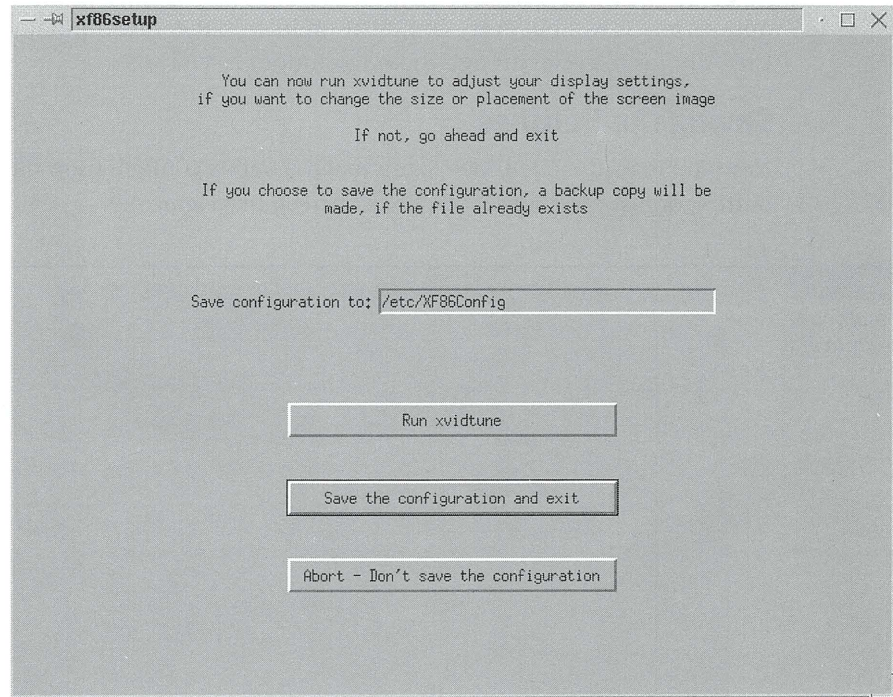 xf86setup
You can now run xvidtune to adjust your display settings,
if you want to change the size or placement of the screen image
If not, go ahead and exit
If you choose to save the configuration, a backup copy will be
made, if the file already exists
Save configuration to: /etc/XF86Config
Run xvidtune
Save the configuration and exit
Abort - Don't save the configuration